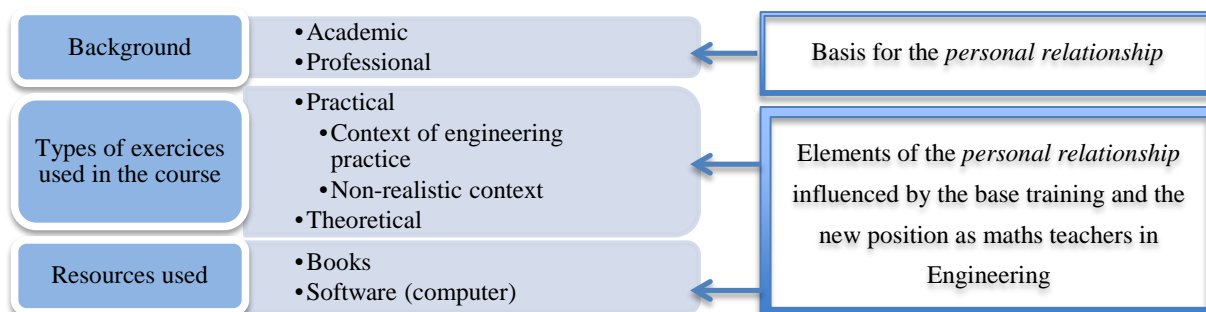 Background
•Academic
•Professional
Basis for the personal relationship
Types of exercices
used in the course
•Practical
•Context of engineering
practice
•Non-realistic context
•Theoretical
Elements of the personal relationship
influenced by the base training and the
new position as maths teachers in
Engineering
Resources used
•Books
•Software (computer)